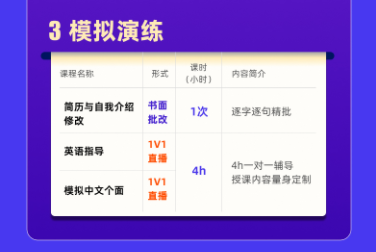 3 模拟演练
课程名称 形式 课时 内容简介
(小时)
简历与自我介绍 书面 1次 逐字逐句精批
修改 批改
英语指导 1V1
直播
4h 4h一对一辅导
授课内容量身定制
模拟中文个面 1V1
直播